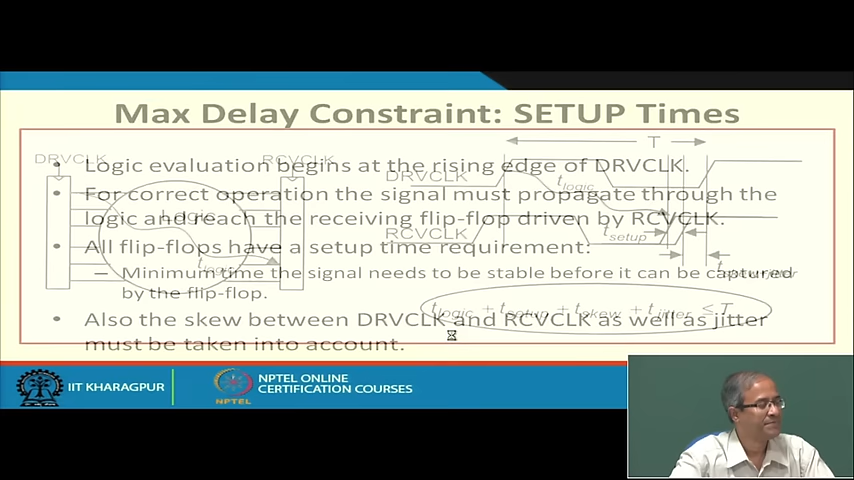 Max Delay Constraint: SETUP Times
DRVCLK
RCVCLK
Logic
T
DRVCLK
t_logic
RCVCLK
t_setup
• Logic evaluation begins at the rising edge of DRVCLK.
• For correct operation the signal must propagate through the
logic and reach the receiving flip-flop driven by RCVCLK.
• All flip-flops have a setup time requirement:
– Minimum time the signal needs to be stable before it can be captured
by the flip-flop.
t_logic + t_setup + t_skew + t_jitter ≤ T
• Also the skew between DRVCLK and RCVCLK as well as jitter
must be taken into account.
IIT KHARAGPUR
NPTEL
NPTEL ONLINE
CERTIFICATION COURSES